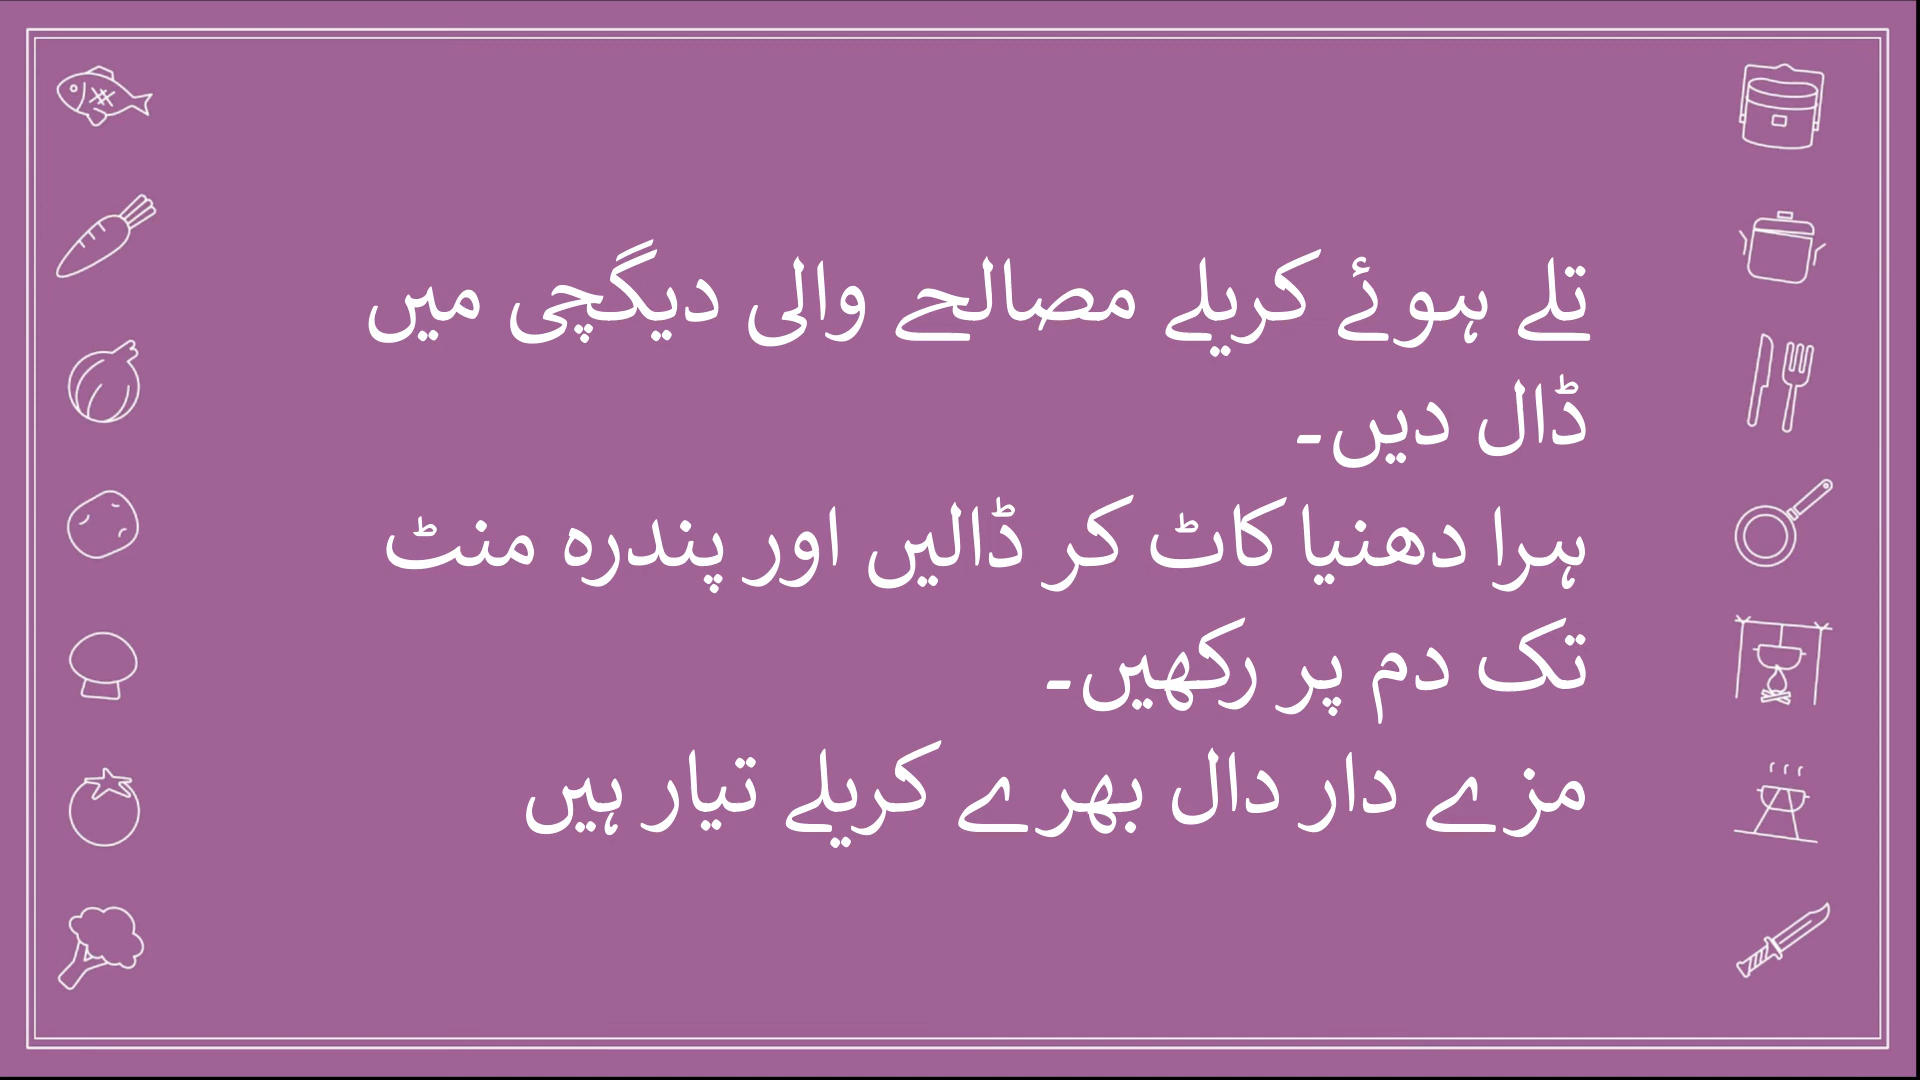 تلے ہوئے کریلے مصالحے والی دیگچی میں
ڈال دیں۔
ہرا دھنیا کاٹ کر ڈالیں اور پندرہ منٹ
تک دم پر رکھیں۔
مزے دار دال بھرے کریلے تیار ہیں